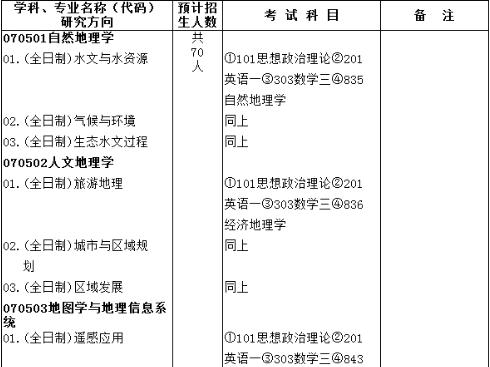 学科、专业名称（代码）
研究方向
预计招
生人数
考 试 科 目
备 注
070501自然地理学
共
70
人
01.(全日制)水文与水资源
①101思想政治理论②201
英语一③303数学三④835
自然地理学
02.(全日制)气候与环境
同上
03.(全日制)生态水文过程
同上
070502人文地理学
01.(全日制)旅游地理
①101思想政治理论②201
英语一③303数学三④836
经济地理学
02.(全日制)城市与区域规
划
同上
03.(全日制)区域发展
同上
070503地图学与地理信息系
统
01.(全日制)遥感应用
①101思想政治理论②201
英语一③303数学三④843